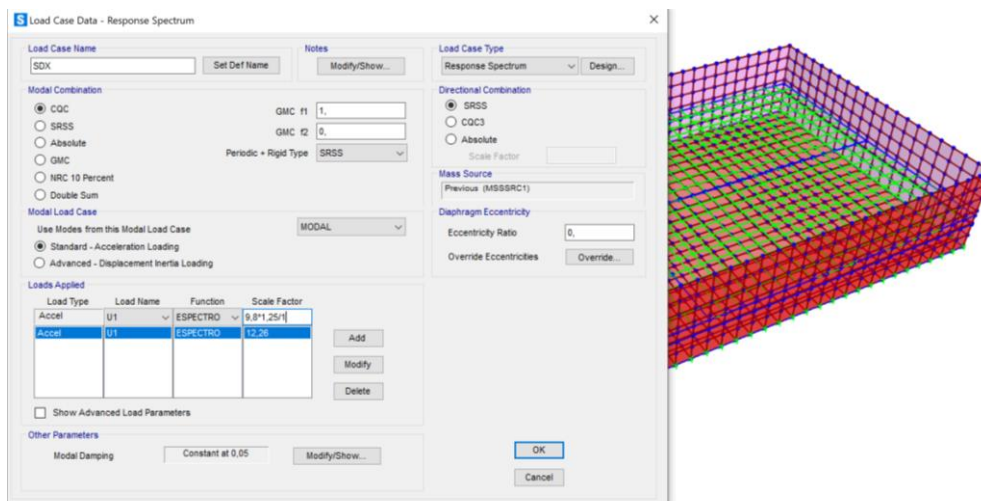 S Load Case Data - Response Spectrum
Load Case Name
SDX
Set Def Name
Notes
Modify/Show...
Load Case Type
Response Spectrum
Design...
Modal Combination
CQC
SRSS
Absolute
GMC
NRC 10 Percent
Double Sum
GMC f1 1,
GMC f2 0,
Periodic + Rigid Type SRSS
Directional Combination
SRSS
CQC3
Absolute
Scale Factor
Mass Source
Previous (MSSSRC1)
Modal Load Case
Use Modes from this Modal Load Case MODAL
Standard - Acceleration Loading
Advanced - Displacement Inertia Loading
Diaphragm Eccentricity
Eccentricity Ratio 0,
Override Eccentricities Override...
Loads Applied
Load Type Load Name Function Scale Factor
Accel U1 ESPECTRO 9,8*1,25/1
Accel U1 ESPECTRO 12,26
Add
Modify
Delete
Show Advanced Load Parameters
Other Parameters
Modal Damping Constant at 0,05 Modify/Show...
OK
Cancel